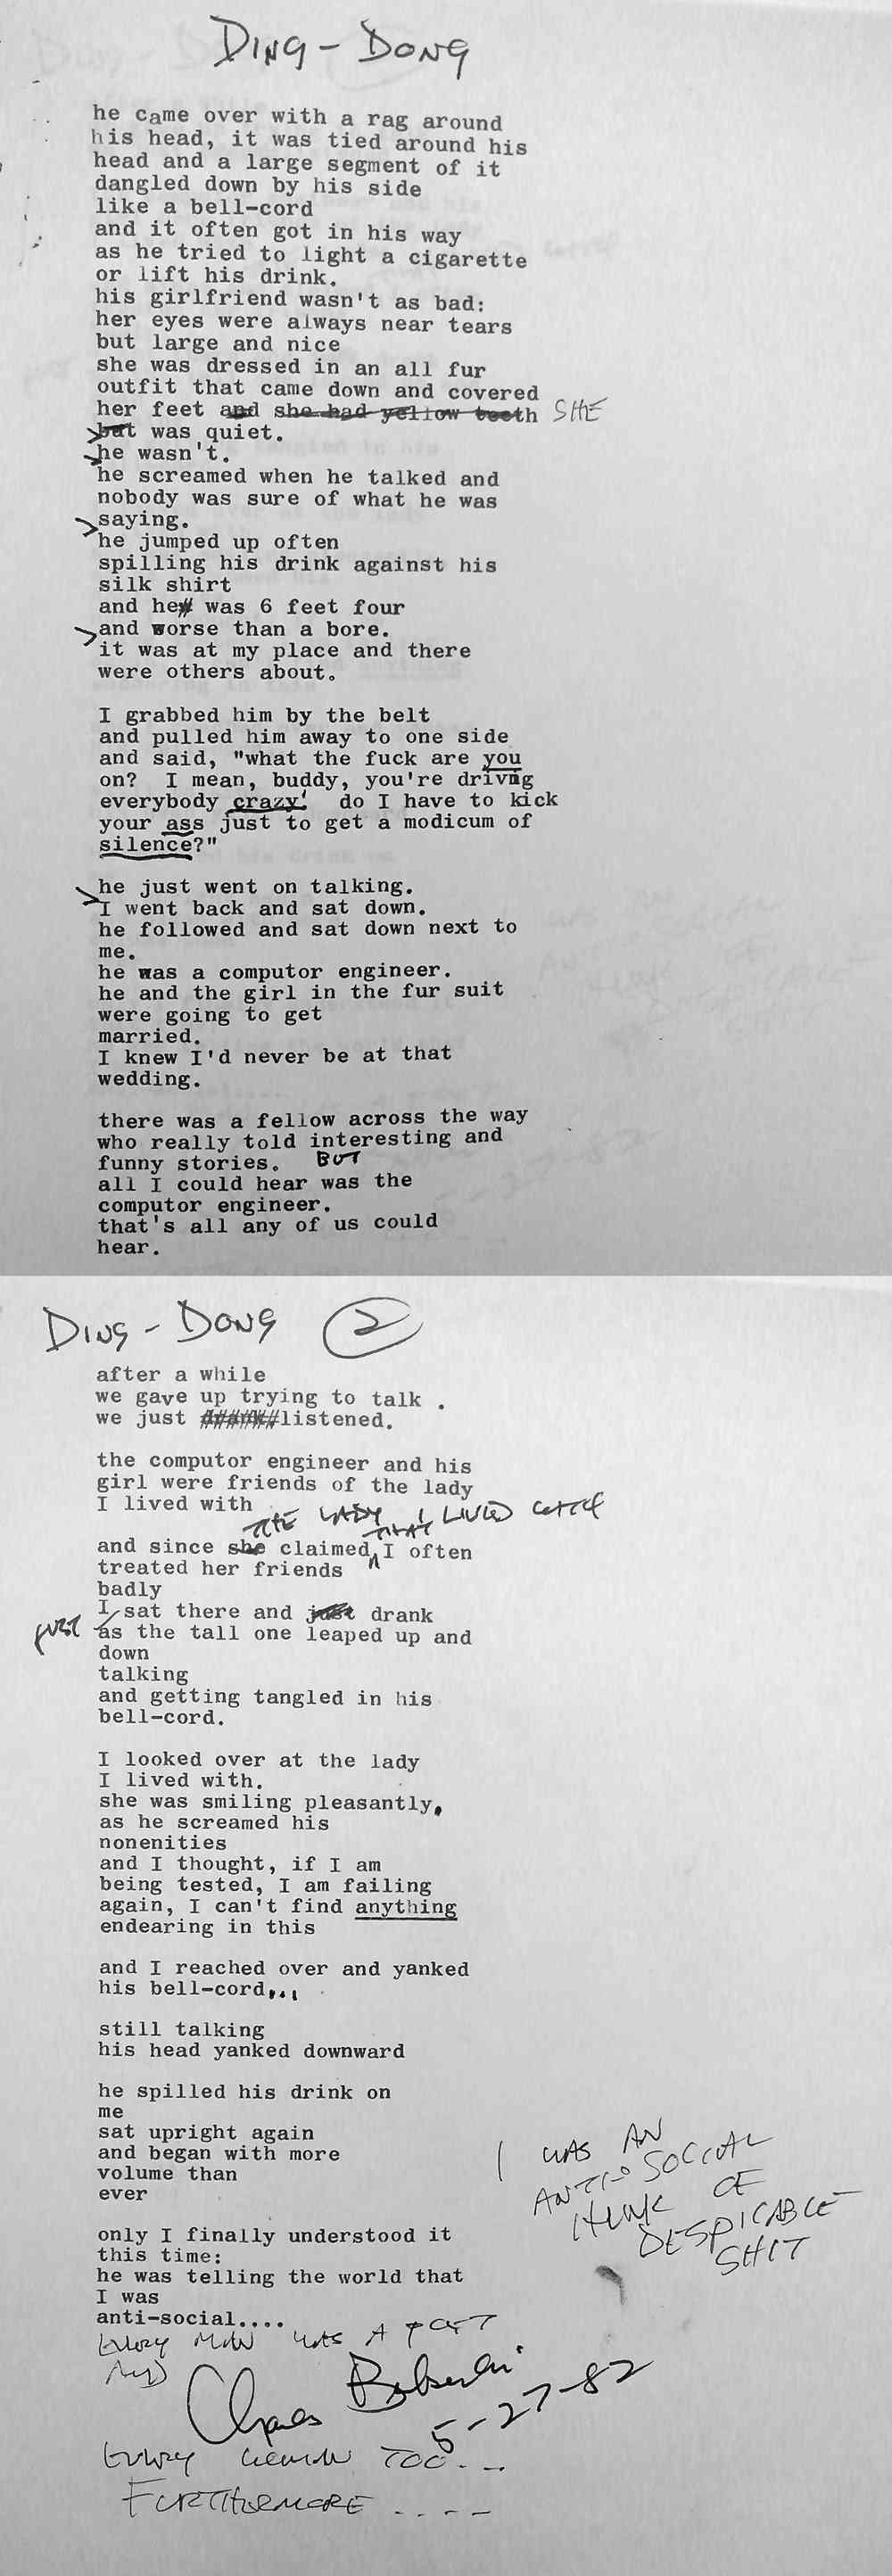 DING-DONG
he came over with a rag around
his head, it was tied around his
head and a large segment of it
dangled down by his side
like a bell-cord
and it often got in his way
as he tried to light a cigarette
or lift his drink.
his girlfriend wasn't as bad:
her eyes were always near tears
but large and nice
she was dressed in an all fur
outfit that came down and covered
her feet and she had yellow teeth SHE
but was quiet.
he wasn't.
he screamed when he talked and
nobody was sure of what he was
saying.
he jumped up often
spilling his drink against his
silk shirt
and he was 6 feet four
and worse than a bore.
it was at my place and there
were others about.
I grabbed him by the belt
and pulled him away to one side
and said, "what the fuck are you
on?  I mean, buddy, you're drivng
everybody crazy!  do I have to kick
your ass just to get a modicum of
silence?"
he just went on talking.
I went back and sat down.
he followed and sat down next to
me.
he was a computor engineer.
he and the girl in the fur suit
were going to get
married.
I knew I'd never be at that
wedding.
there was a fellow across the way
who really told interesting and
funny stories. BUT
all I could hear was the
computor engineer.
that's all any of us could
hear.
DING-DONG 2
after a while
we gave up trying to talk .
we just listened.
the computor engineer and his
girl were friends of the lady
I lived with
THE LADY I LIVED WITH
THAT
and since she claimed I often
treated her friends
badly
I sat there and just drank
just as the tall one leaped up and
down
talking
and getting tangled in his
bell-cord.
I looked over at the lady
I lived with.
she was smiling pleasantly,
as he screamed his
nonenities
and I thought, if I am
being tested, I am failing
again, I can't find anything
endearing in this
and I reached over and yanked
his bell-cord...
still talking
his head yanked downward
he spilled his drink on
me
sat upright again
and began with more
volume than
ever
only I finally understood it
this time:
he was telling the world that
I was
anti-social....
I WAS AN
ANTI-SOCIAL
HUNK OF
DESPICABLE
SHIT
EVERY MAN WAS A POET
AND
Charles Bukowski
5-27-82
EVERY WOMAN TOO...
FURTHERMORE ....